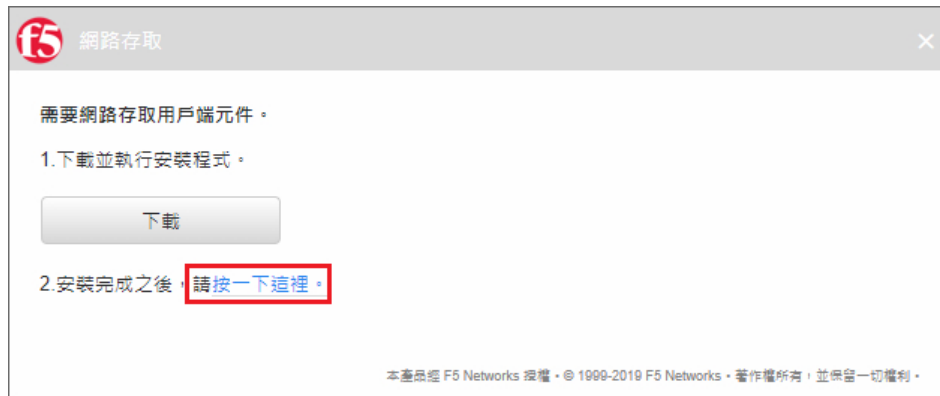 f5 網路存取
需要網路存取用戶端元件。
1.下載並執行安裝程式。
下載
2.安裝完成之後，請按一下這裡。
本產品經 F5 Networks 授權。© 1999-2019 F5 Networks。著作權所有，並保留一切權利。